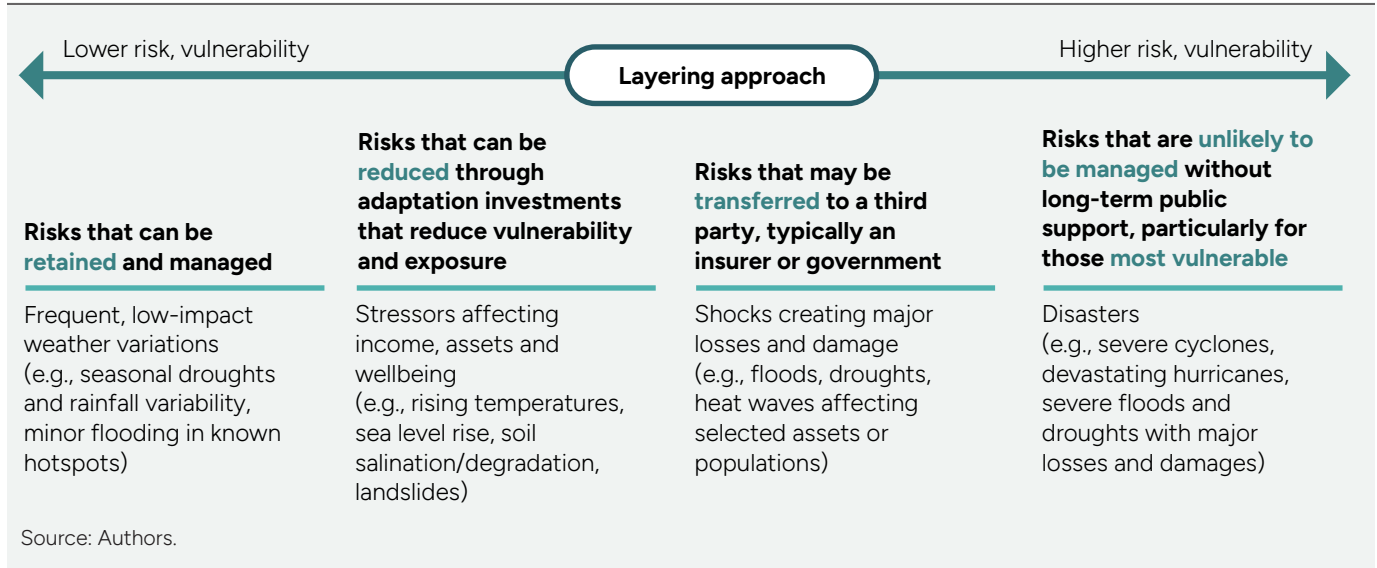 Lower risk, vulnerability
Layering approach
Higher risk, vulnerability
Risks that can be
retained and managed
Frequent, low-impact
weather variations
(e.g., seasonal droughts
and rainfall variability,
minor flooding in known
hotspots)
Risks that can be
reduced through
adaptation investments
that reduce vulnerability
and exposure
Stressors affecting
income, assets and
wellbeing
(e.g., rising temperatures,
sea level rise, soil
salination/degradation,
landslides)
Risks that may be
transferred to a third
party, typically an
insurer or government
Shocks creating major
losses and damage
(e.g., floods, droughts,
heat waves affecting
selected assets or
populations)
Risks that are unlikely to
be managed without
long-term public
support, particularly for
those most vulnerable
Disasters
(e.g., severe cyclones,
devastating hurricanes,
severe floods and
droughts with major
losses and damages)
Source: Authors.